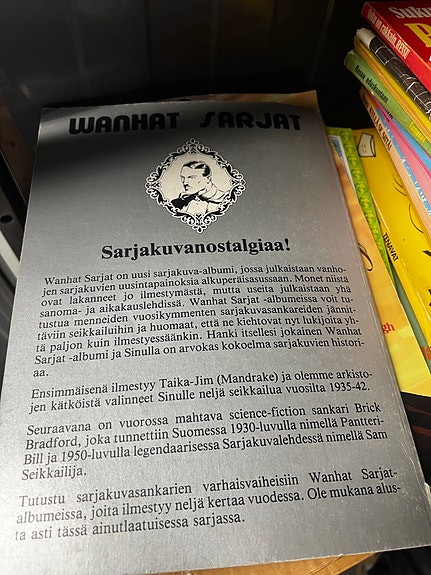 WANHAT SARJAT
Sarjakuvanostalgiaa!
Wanhat Sarjat on uusi sarjakuva-albumi, jossa julkaistaan vanho-
jen sarjakuvien uusintapainoksia alkuperäisasussaan. Monet niistä
ovat lakanneet jo ilmestymästä, mutta useita julkaistaan yhä
sanoma- ja aikakauslehdissä. Wanhat Sarjat -albumeissa voit tu-
tustua menneiden vuosikymmenten sarjakuvasankareiden jännit-
täviin seikkailuihin ja huomaat, että ne kiehtovat nyt lukijoita yh-
tä paljon kuin ilmestyessäänkin. Hanki itsellesi jokainen Wanhat
Sarjat -albumi ja Sinulla on arvokas kokoelma sarjakuvien histori-
aa.
Ensimmäisenä ilmestyy Taika-Jim (Mandrake) ja olemme arkisto-
jen kätköistä valinneet Sinulle neljä seikkailua vuosilta 1935-42.
Seuraavana on vuorossa mahtava science-fiction sankari Brick
Bradford, joka tunnettiin Suomessa 1930-luvulla nimellä Pantteri-
Bill ja 1950-luvulla legendaarisessa Sarjakuvalehdessä nimellä Sam
Seikkailija.
Tutustu sarjakuvasankarien varhaisvaiheisiin Wanhat Sarjat-
albumeissa, joita ilmestyy neljä kertaa vuodessa. Ole mukana alus-
ta asti tässä ainutlaatuisessa sarjassa.
TENAVAT